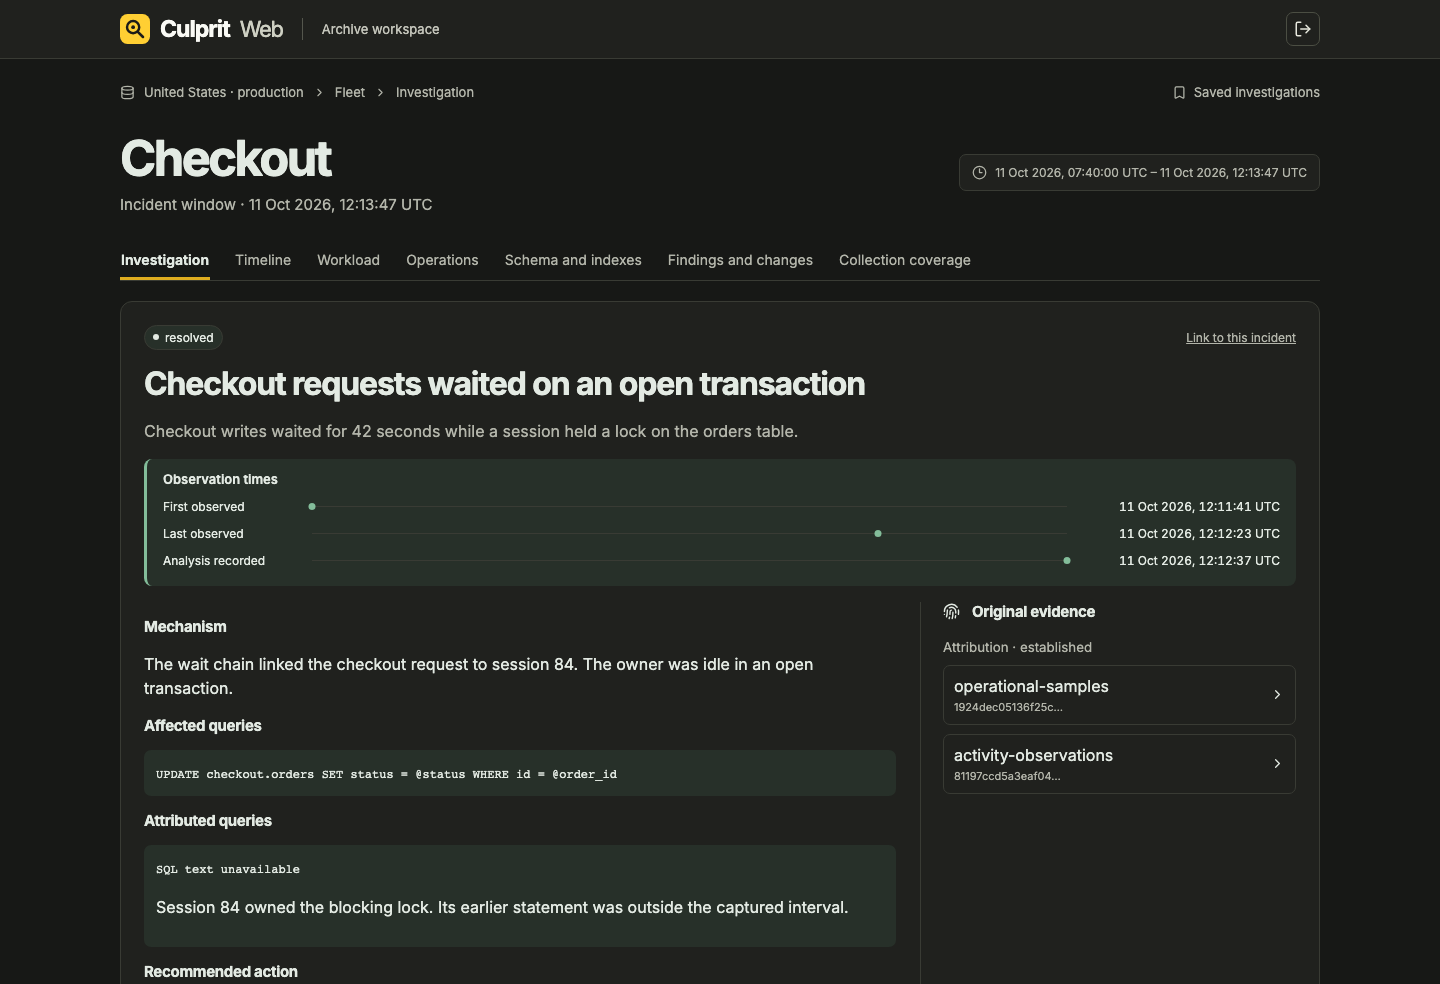 Culprit Web
Archive workspace
United States · production > Fleet > Investigation
Saved investigations
Checkout
Incident window · 11 Oct 2026, 12:13:47 UTC
11 Oct 2026, 07:40:00 UTC – 11 Oct 2026, 12:13:47 UTC
Investigation
Timeline
Workload
Operations
Schema and indexes
Findings and changes
Collection coverage
resolved
Link to this incident
Checkout requests waited on an open transaction
Checkout writes waited for 42 seconds while a session held a lock on the orders table.
Observation times
First observed 11 Oct 2026, 12:11:41 UTC
Last observed 11 Oct 2026, 12:12:23 UTC
Analysis recorded 11 Oct 2026, 12:12:37 UTC
Mechanism
The wait chain linked the checkout request to session 84. The owner was idle in an open
transaction.
Affected queries
UPDATE checkout.orders SET status = @status WHERE id = @order_id
Attributed queries
SQL text unavailable
Session 84 owned the blocking lock. Its earlier statement was outside the captured interval.
Recommended action
Original evidence
Attribution · established
operational-samples
1924dec05136f25c...
activity-observations
81197ccd5a3eaf04...